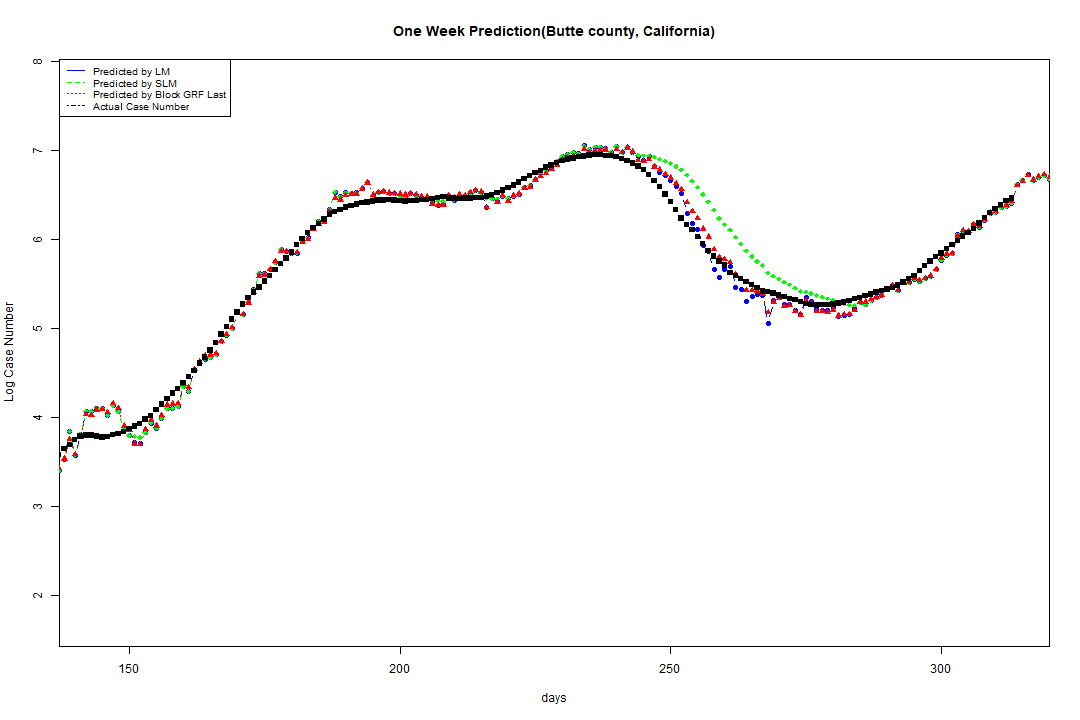 One Week Prediction(Butte county, California)
Predicted by LM
Predicted by SLM
Predicted by Block GRF Last
Actual Case Number
8
7
6
5
4
3
2
Log Case Number
150 200 250 300
days